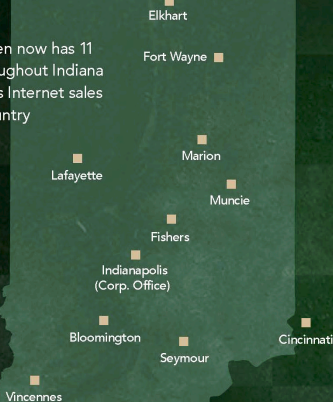 Elkhart
en now has 11
Fort Wayne
ughout Indiana
s Internet sales
untry
Marion
Lafayette
Muncie
Fishers
Indianapolis
(Corp. Office)
Bloomington
Cincinnati
Seymour
Vincennes